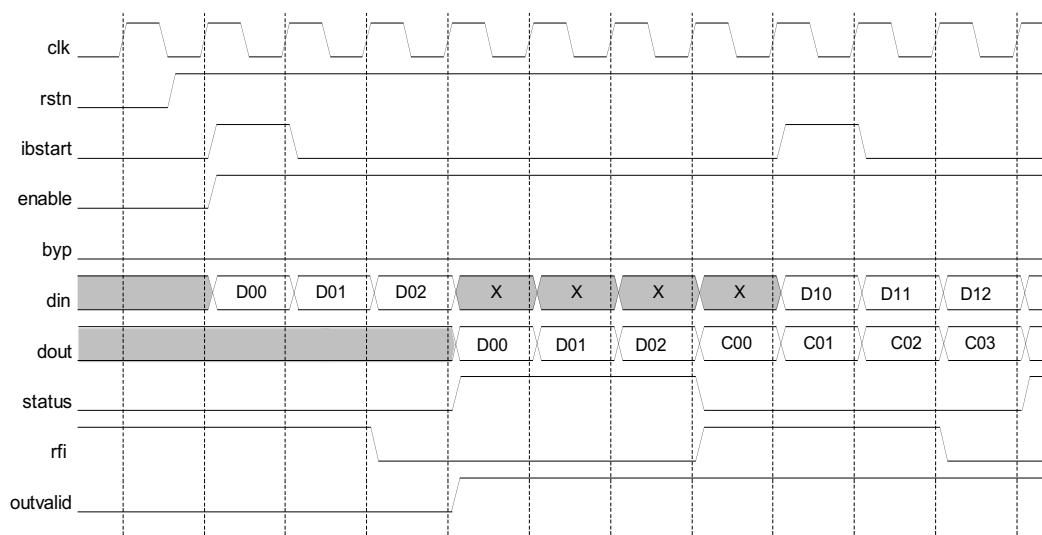 clk
rstn
ibstart
enable
byp
din D00 D01 D02 X X X X D10 D11 D12
dout D00 D01 D02 C00 C01 C02 C03
status
rfi
outvalid